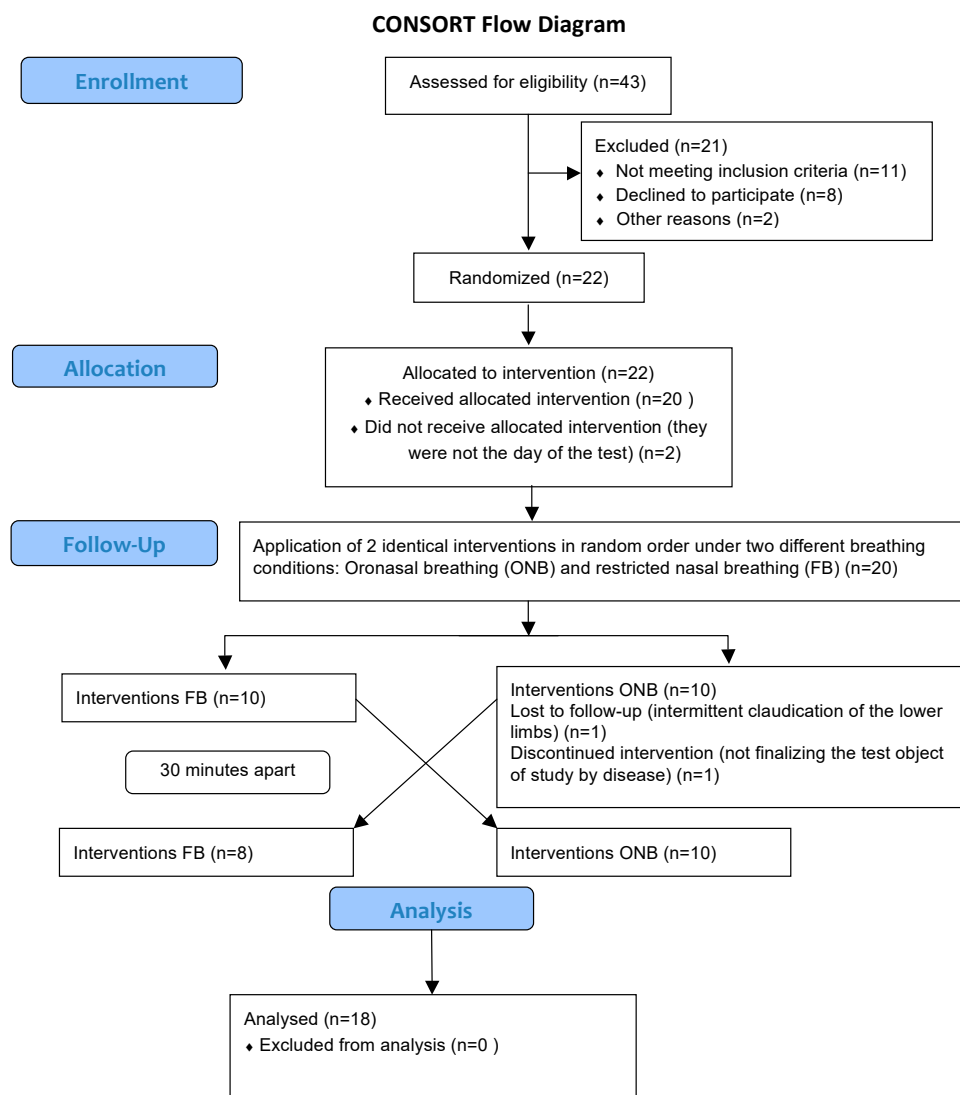 CONSORT Flow Diagram
Enrollment
Assessed for eligibility (n=43)
Excluded (n=21)
♦ Not meeting inclusion criteria (n=11)
♦ Declined to participate (n=8)
♦ Other reasons (n=2)
Randomized (n=22)
Allocation
Allocated to intervention (n=22)
♦ Received allocated intervention (n=20 )
♦ Did not receive allocated intervention (they
were not the day of the test) (n=2)
Follow-Up
Application of 2 identical interventions in random order under two different breathing
conditions: Oronasal breathing (ONB) and restricted nasal breathing (FB) (n=20)
Interventions FB (n=10)
Interventions ONB (n=10)
Lost to follow-up (intermittent claudication of the lower
limbs) (n=1)
Discontinued intervention (not finalizing the test object
of study by disease) (n=1)
30 minutes apart
Interventions FB (n=8)
Interventions ONB (n=10)
Analysis
Analysed (n=18)
♦ Excluded from analysis (n=0 )